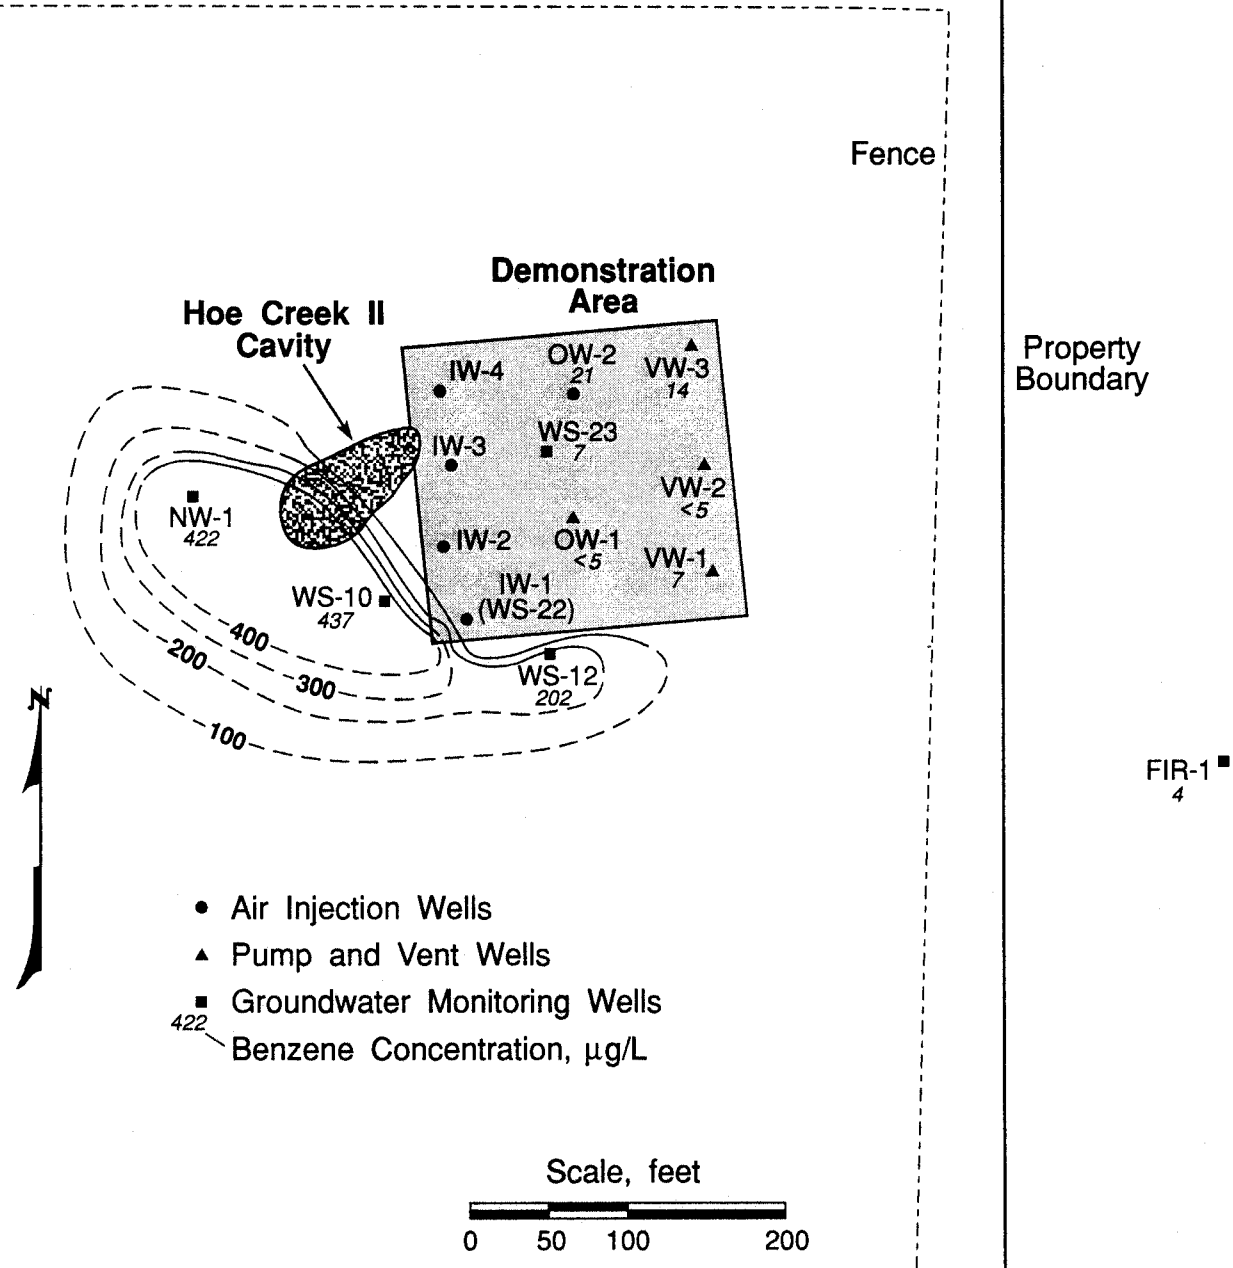 Fence
Demonstration
Area
Hoe Creek II
Cavity
Property
Boundary
IW-4
OW-2
21
VW-3
14
IW-3
WS-23
7
VW-2
<5
NW-1
422
IW-2
OW-1
<5
VW-1
7
IW-1
(WS-22)
WS-10
437
400
200
300
100
WS-12
202
N
FIR-1
4
Air Injection Wells
Pump and Vent Wells
Groundwater Monitoring Wells
422
Benzene Concentration, µg/L
Scale, feet
0 50 100 200